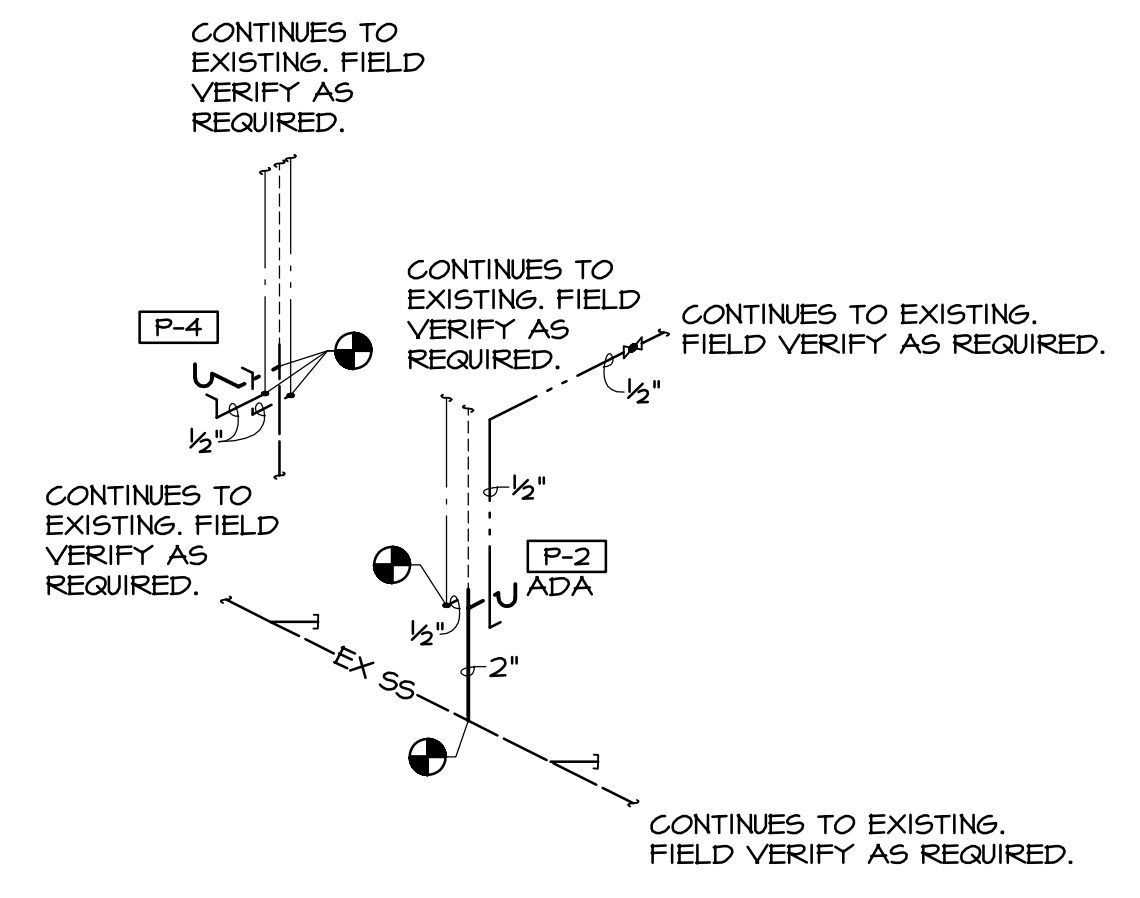 CONTINUES TO
EXISTING. FIELD
VERIFY AS
REQUIRED.
CONTINUES TO
EXISTING. FIELD
VERIFY AS
REQUIRED.
CONTINUES TO EXISTING.
FIELD VERIFY AS REQUIRED.
P-4
1/2"
1/2"
1/2"
CONTINUES TO
EXISTING. FIELD
VERIFY AS
REQUIRED.
P-2
ADA
1/2"
2"
EX SS
CONTINUES TO EXISTING.
FIELD VERIFY AS REQUIRED.